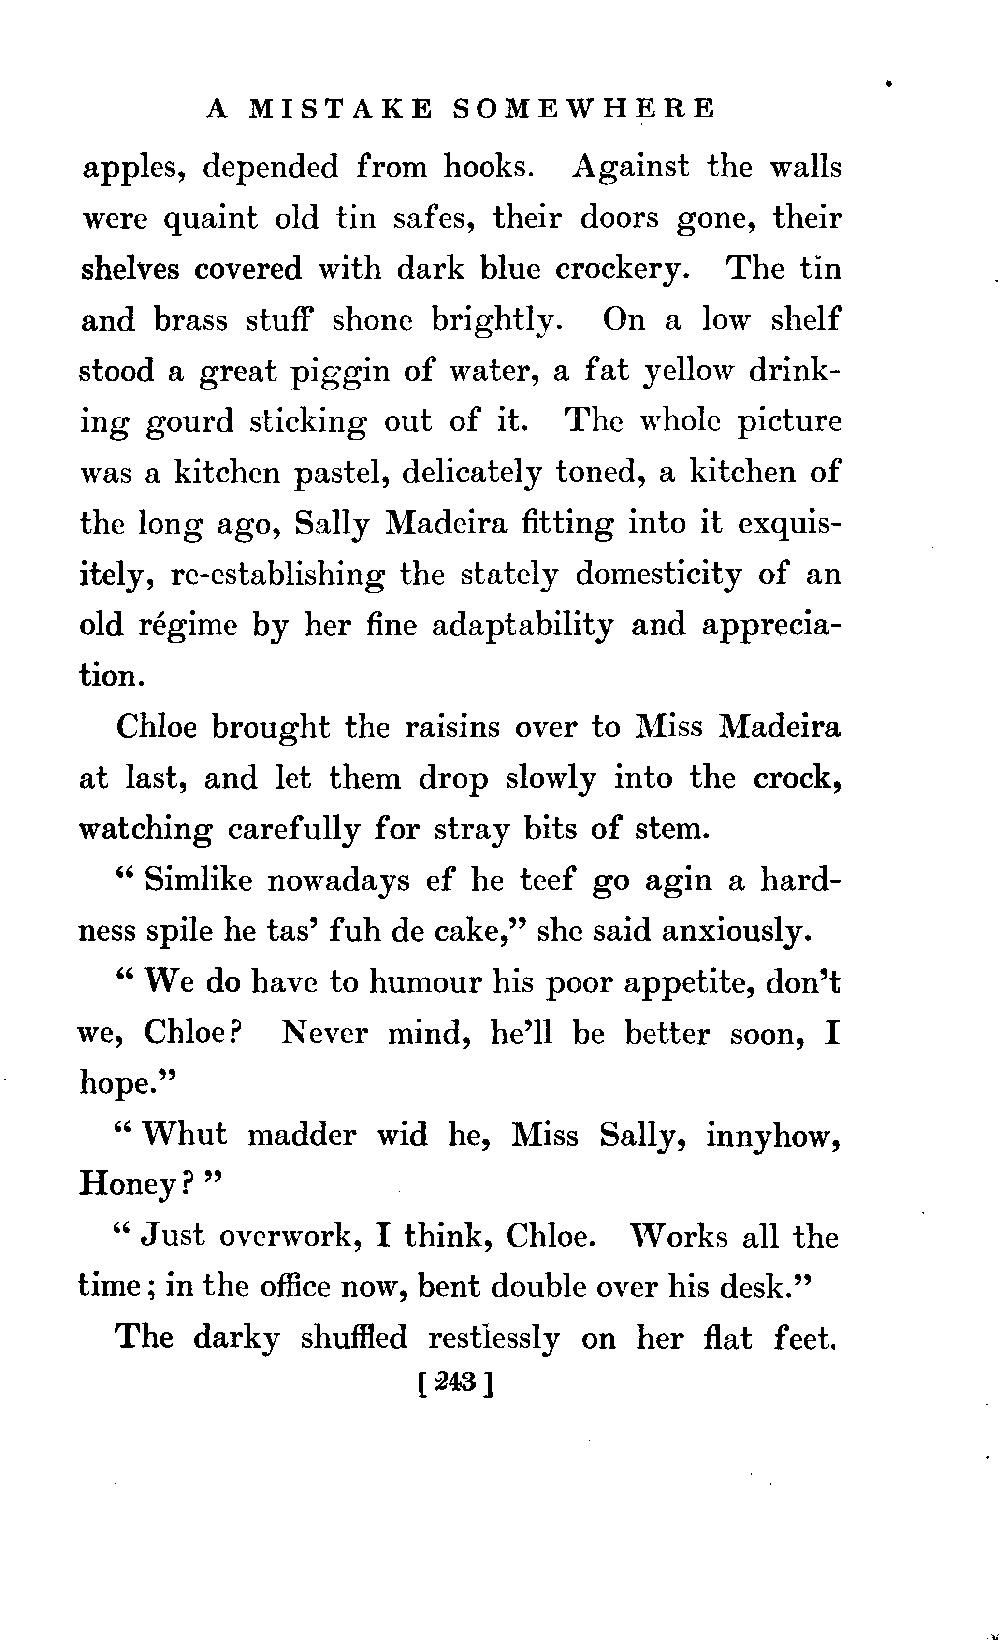 A MISTAKE SOMEWHERE
apples, depended from hooks. Against the walls
were quaint old tin safes, their doors gone, their
shelves covered with dark blue crockery. The tin
and brass stuff shone brightly. On a low shelf
stood a great piggin of water, a fat yellow drink-
ing gourd sticking out of it. The whole picture
was a kitchen pastel, delicately toned, a kitchen of
the long ago, Sally Madeira fitting into it exquis-
itely, re-establishing the stately domesticity of an
old régime by her fine adaptability and apprecia-
tion.
Chloe brought the raisins over to Miss Madeira
at last, and let them drop slowly into the crock,
watching carefully for stray bits of stem.
“ Simlike nowadays ef he teef go agin a hard-
ness spile he tas’ fuh de cake,” she said anxiously.
“ We do have to humour his poor appetite, don’t
we, Chloe? Never mind, he’ll be better soon, I
hope.”
“ Whut madder wid he, Miss Sally, innyhow,
Honey? ”
“ Just overwork, I think, Chloe. Works all the
time; in the office now, bent double over his desk.”
The darky shuffled restlessly on her flat feet.
[ 243 ]